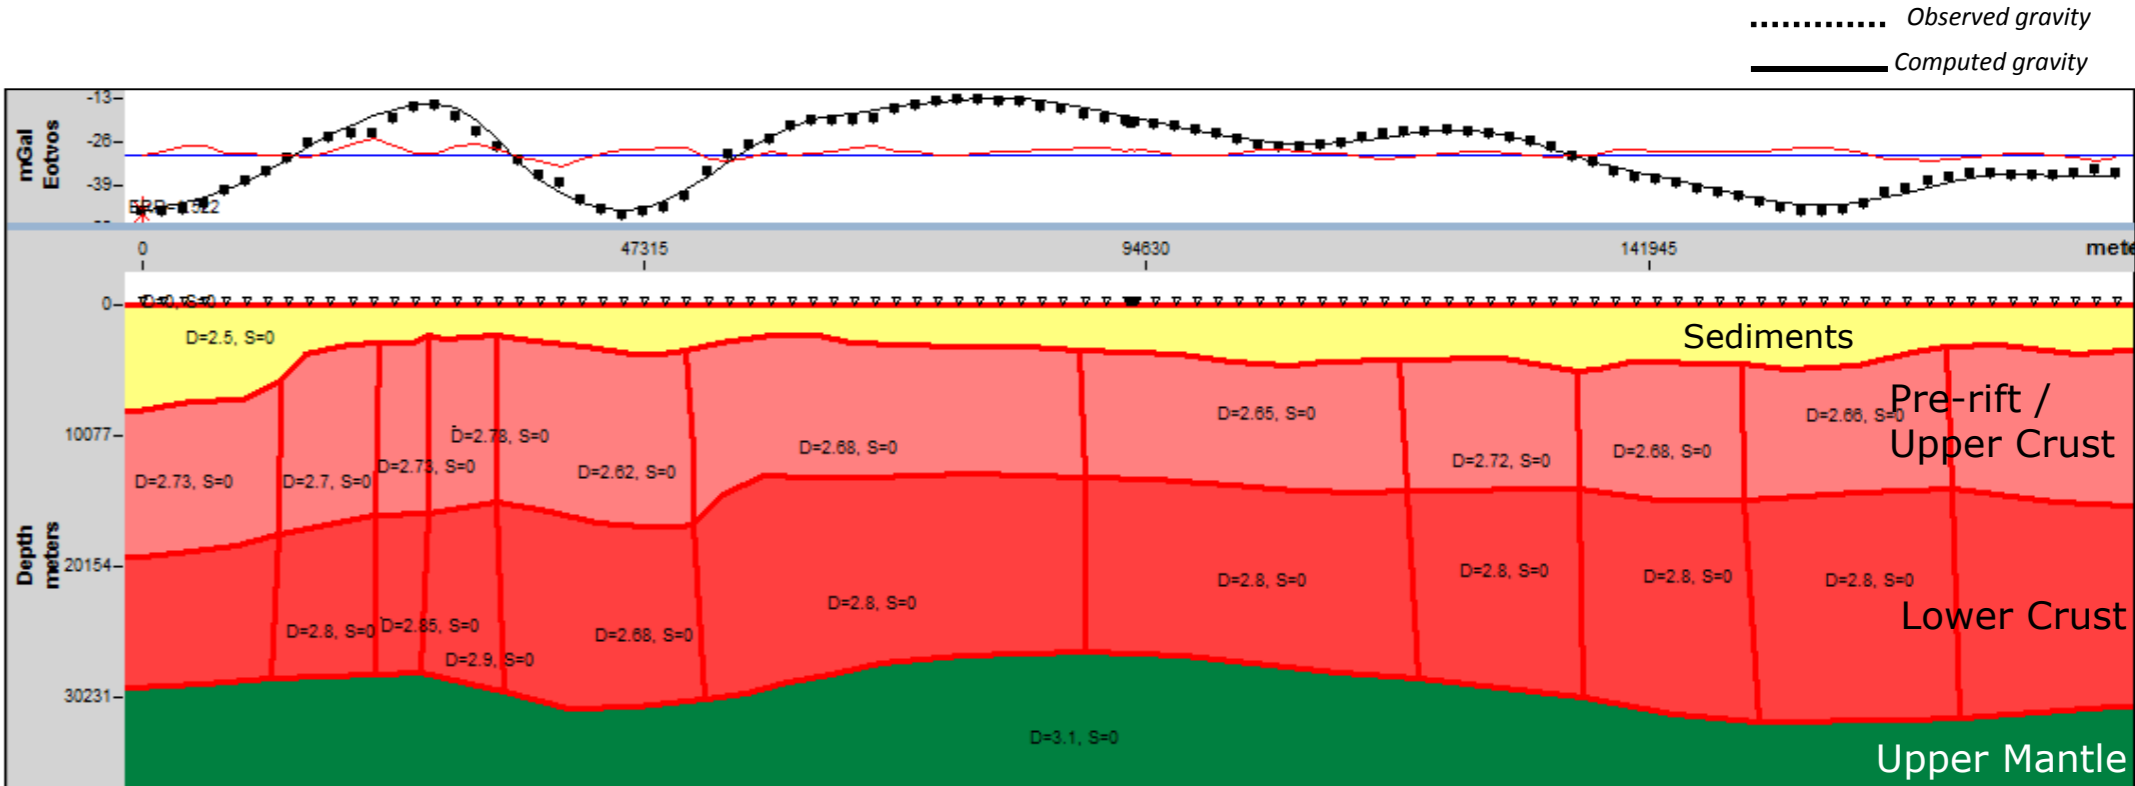 Observed gravity
Computed gravity
-13
mGal
Eotvos
-26
-39
0
47315
94630
141945
0
D=0, S=0
D=2.5, S=0
Sediments
Pre-rift /
Upper Crust
D=2.65, S=0
D=2.66, S=0
10077
D=2.78, S=0
D=2.68, S=0
D=2.68, S=0
D=2.73, S=0
D=2.7, S=0
D=2.73, S=0
D=2.62, S=0
D=2.72, S=0
Depth
meters
20154
D=2.8, S=0
D=2.8, S=0
D=2.8, S=0
D=2.8, S=0
D=2.8, S=0
Lower Crust
D=2.8, S=0
D=2.85, S=0
D=2.68, S=0
D=2.9, S=0
30231
D=3.1, S=0
Upper Mantle